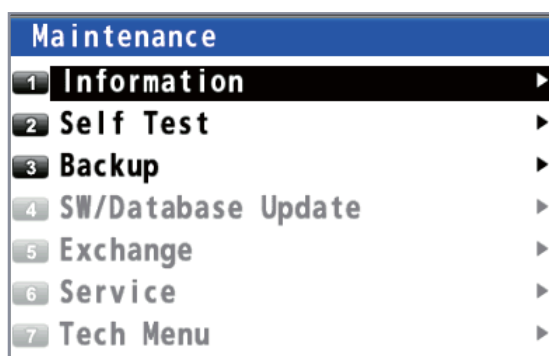 Maintenance
1 Information
2 Self Test
3 Backup
4 SW/Database Update
5 Exchange
6 Service
7 Tech Menu